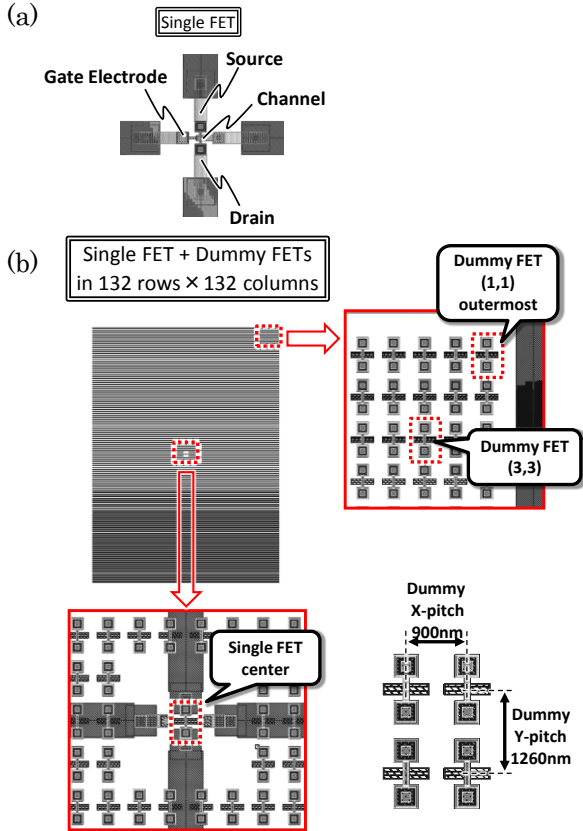 (a)
Single FET
Gate Electrode
Source
Channel
Drain
(b)
Single FET + Dummy FETs
in 132 rows × 132 columns
Dummy FET
(1,1)
outermost
Dummy FET
(3,3)
Single FET
center
Dummy
X-pitch
900nm
Dummy
Y-pitch
1260nm